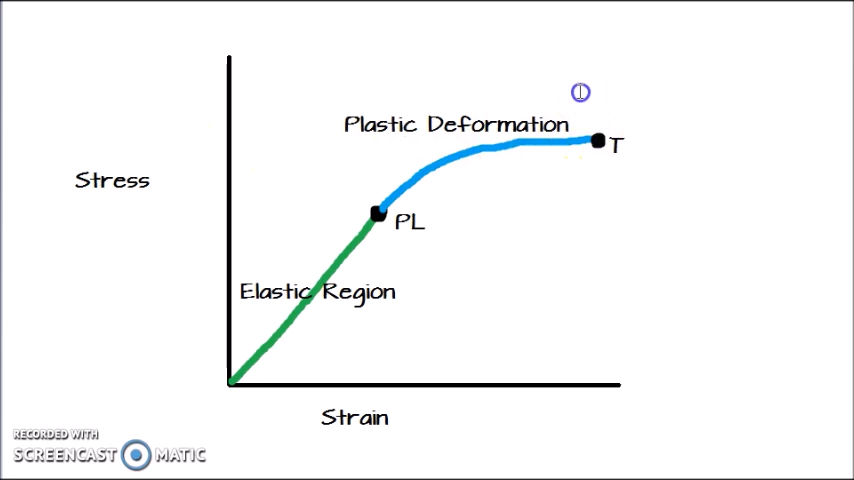 Plastic Deformation
T
Stress
PL
Elastic Region
Strain
RECORDED WITH
SCREENCAST MATIC